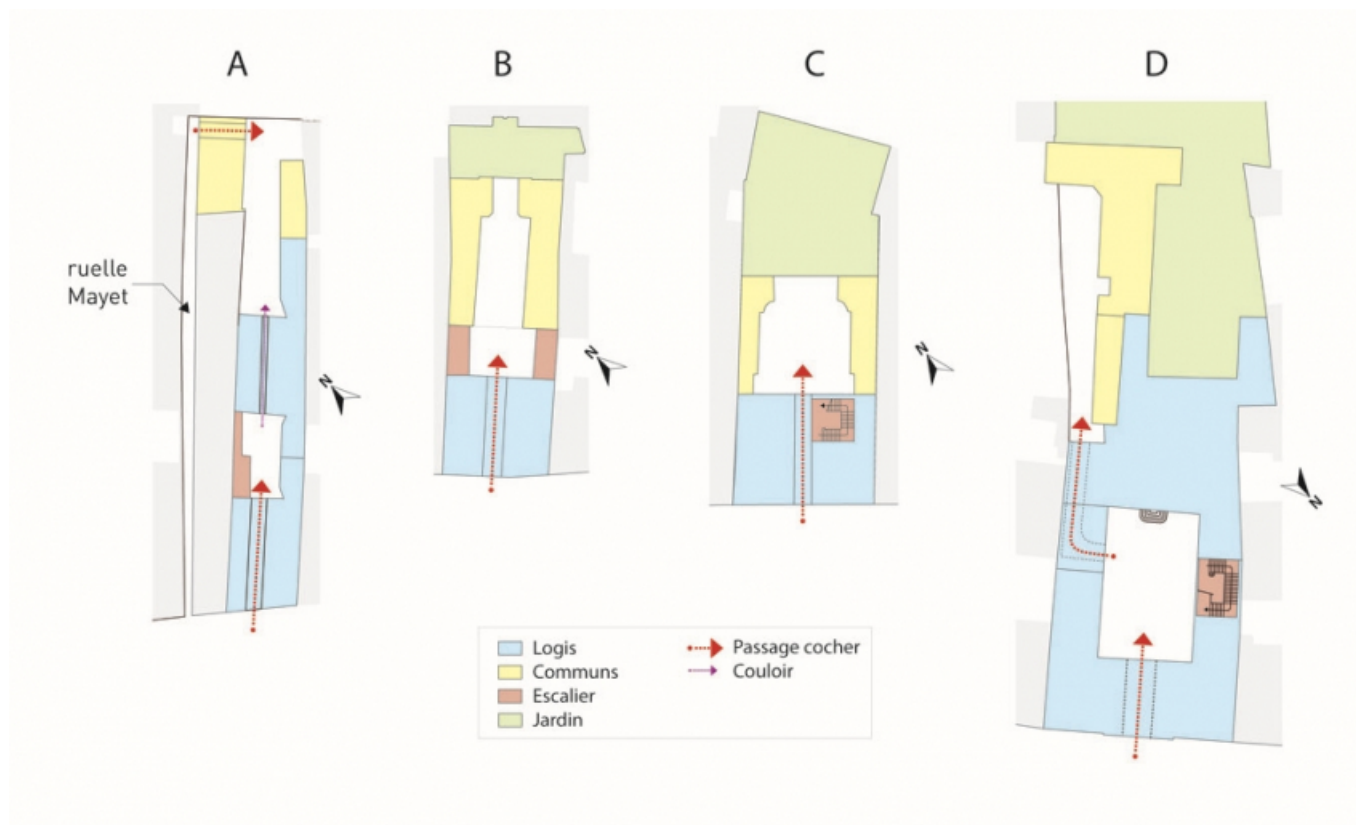 A
B
C
D
ruelle
Mayet
N
N
N
N
Logis
Communs
Escalier
Jardin
Passage cocher
Couloir